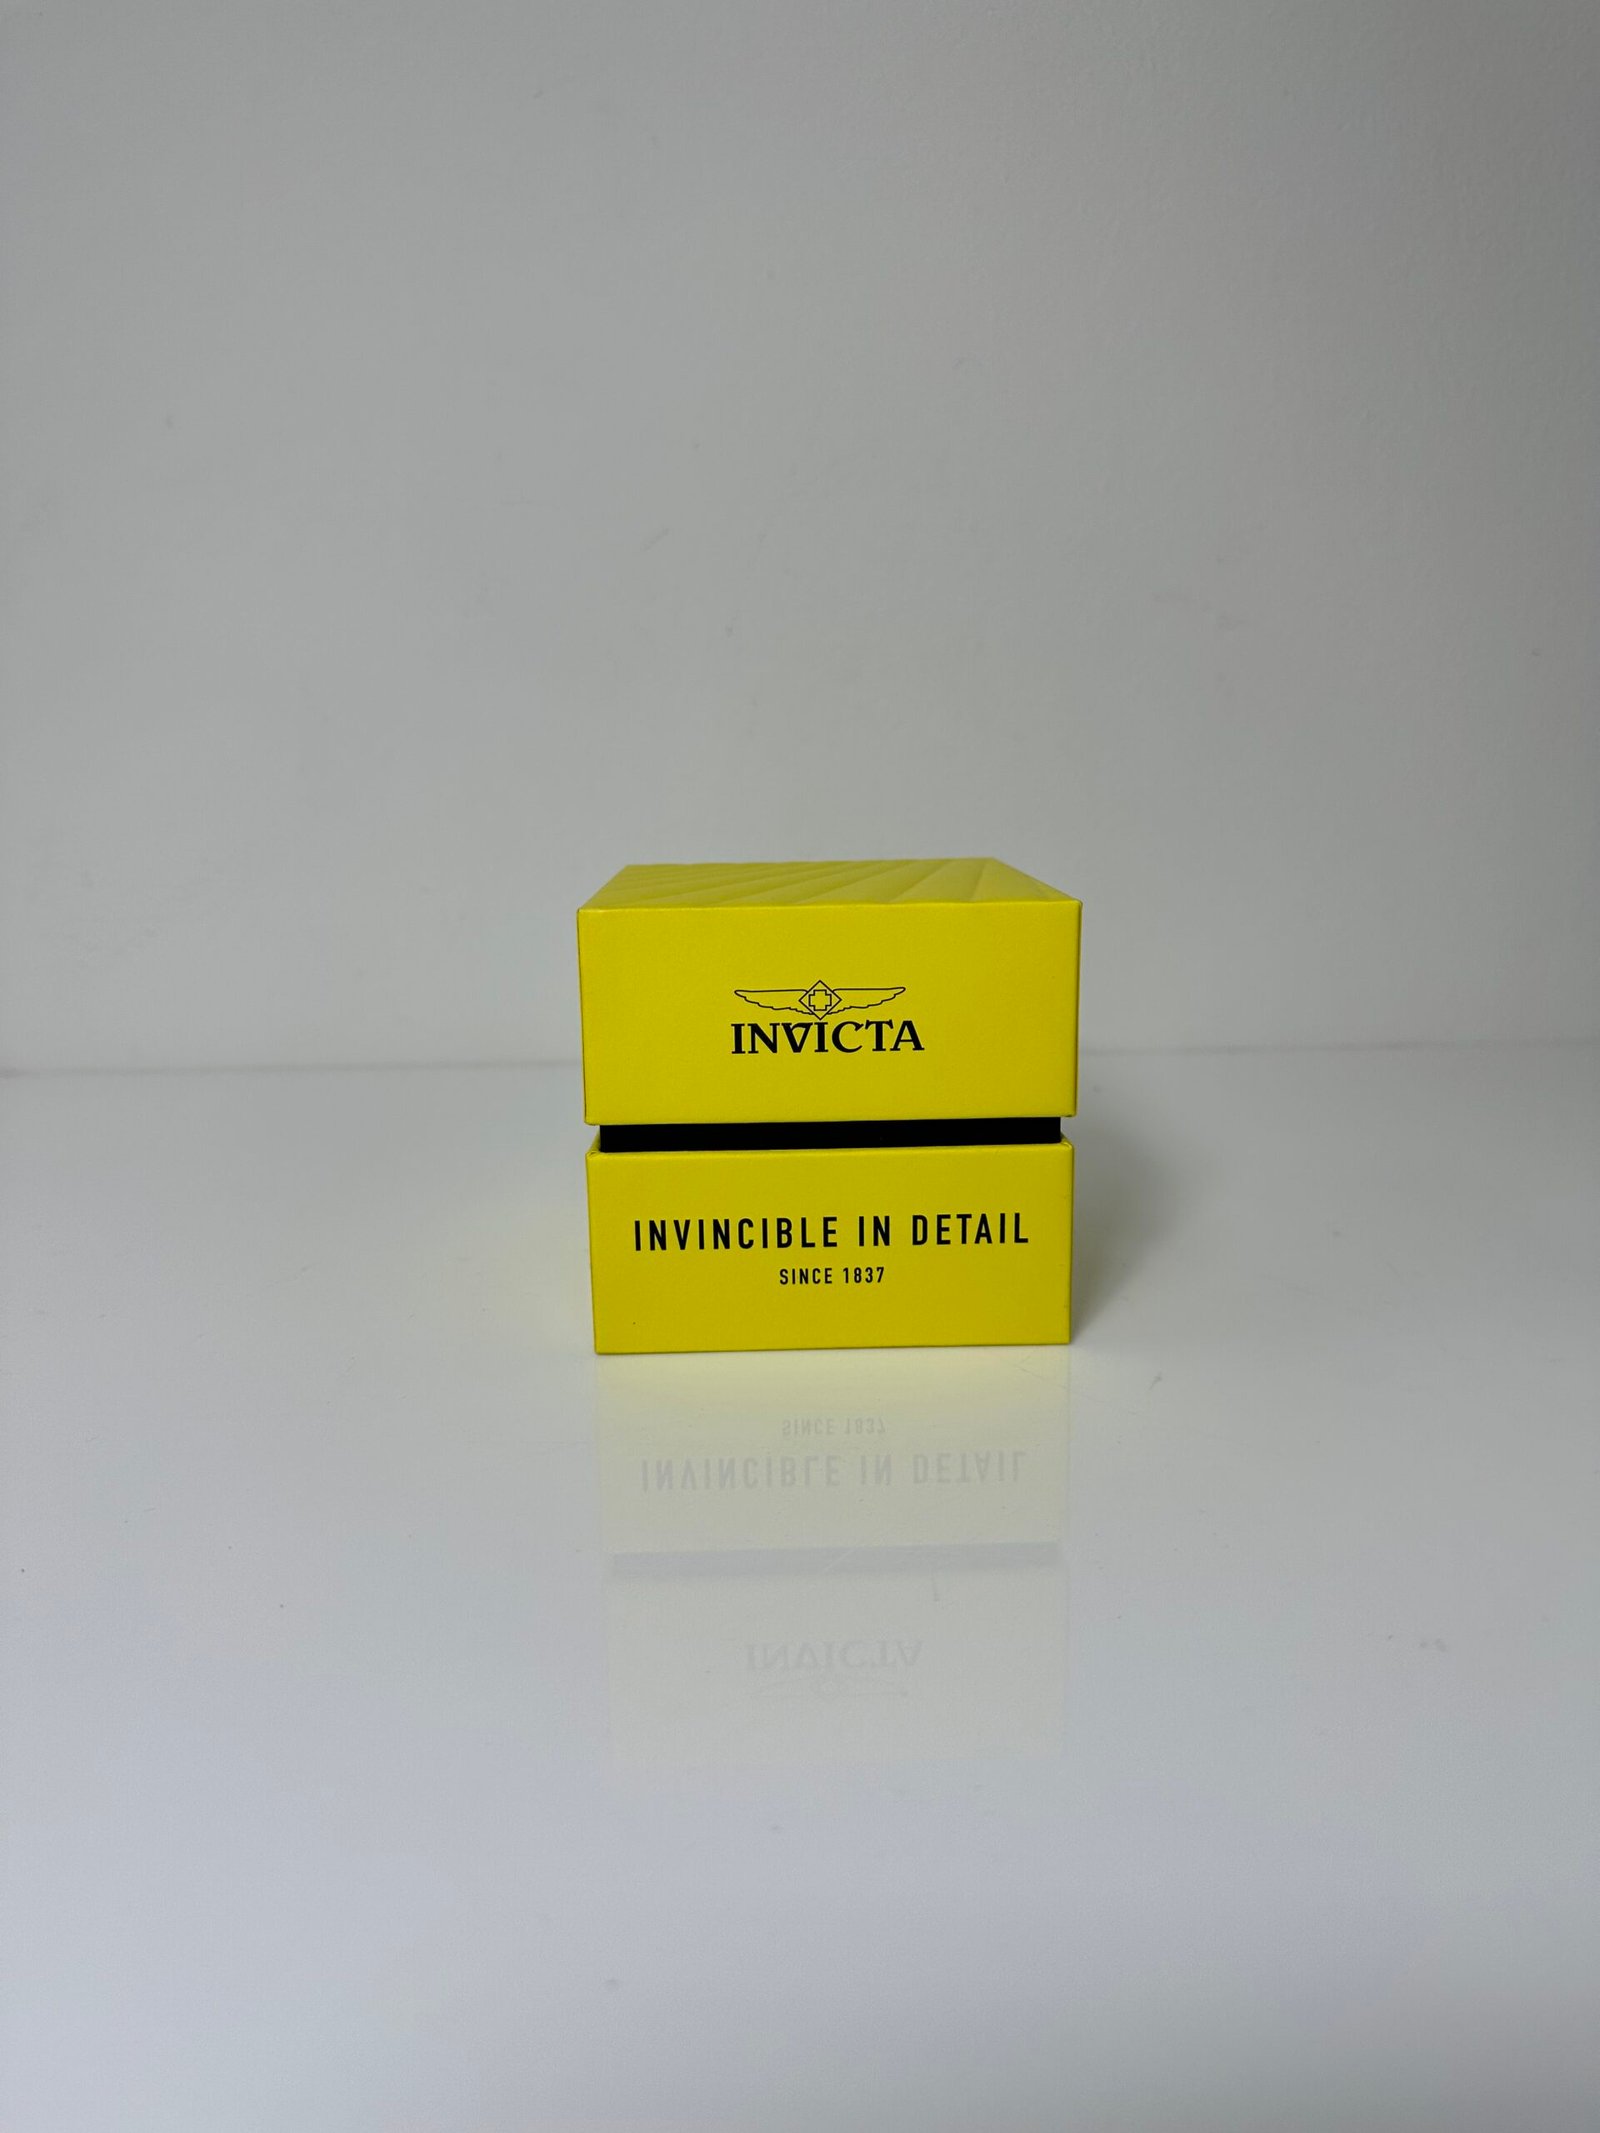 INVICTA
INVINCIBLE IN DETAIL
SINCE 1837